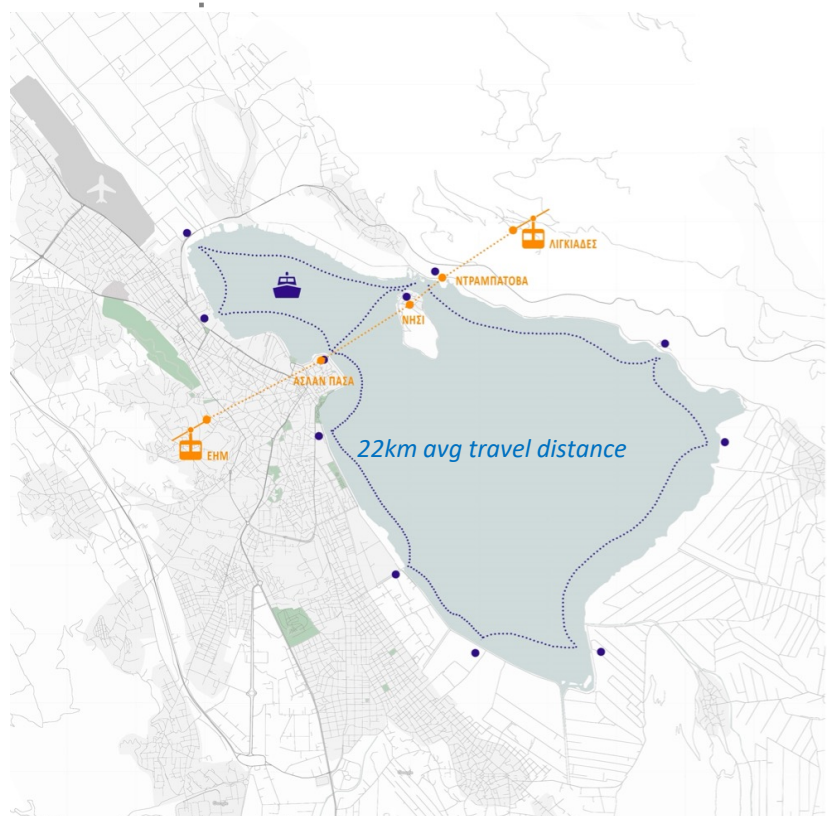 ΛΙΓΚΙΑΔΕΣ
ΝΤΡΑΜΠΑΤΟΒΑ
ΝΗΣΙ
ΑΣΛΑΝ ΠΑΣΑ
ΕΗΜ
22km avg travel distance